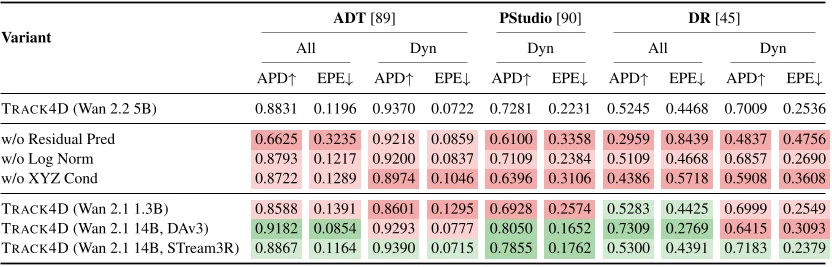 Variant ADT [89] PStudio [90] DR [45]
All Dyn Dyn All Dyn
APD↑ EPE↓ APD↑ EPE↓ APD↑ EPE↓ APD↑ EPE↓ APD↑ EPE↓
TRACK4D (Wan 2.2 5B) 0.8831 0.1196 0.9370 0.0722 0.7281 0.2231 0.5245 0.4468 0.7009 0.2536
w/o Residual Pred 0.6625 0.3235 0.9218 0.0859 0.6100 0.3358 0.2959 0.8439 0.4837 0.4756
w/o Log Norm 0.8793 0.1217 0.9200 0.0837 0.7109 0.2384 0.5109 0.4668 0.6857 0.2690
w/o XYZ Cond 0.8722 0.1289 0.8974 0.1046 0.6396 0.3106 0.4386 0.5718 0.5908 0.3608
TRACK4D (Wan 2.1 1.3B) 0.8588 0.1391 0.8601 0.1295 0.6928 0.2574 0.5283 0.4425 0.6999 0.2549
TRACK4D (Wan 2.1 14B, DAv3) 0.9182 0.0854 0.9293 0.0777 0.8050 0.1652 0.7309 0.2769 0.6415 0.3093
TRACK4D (Wan 2.1 14B, STream3R) 0.8867 0.1164 0.9390 0.0715 0.7855 0.1762 0.5300 0.4391 0.7183 0.2379